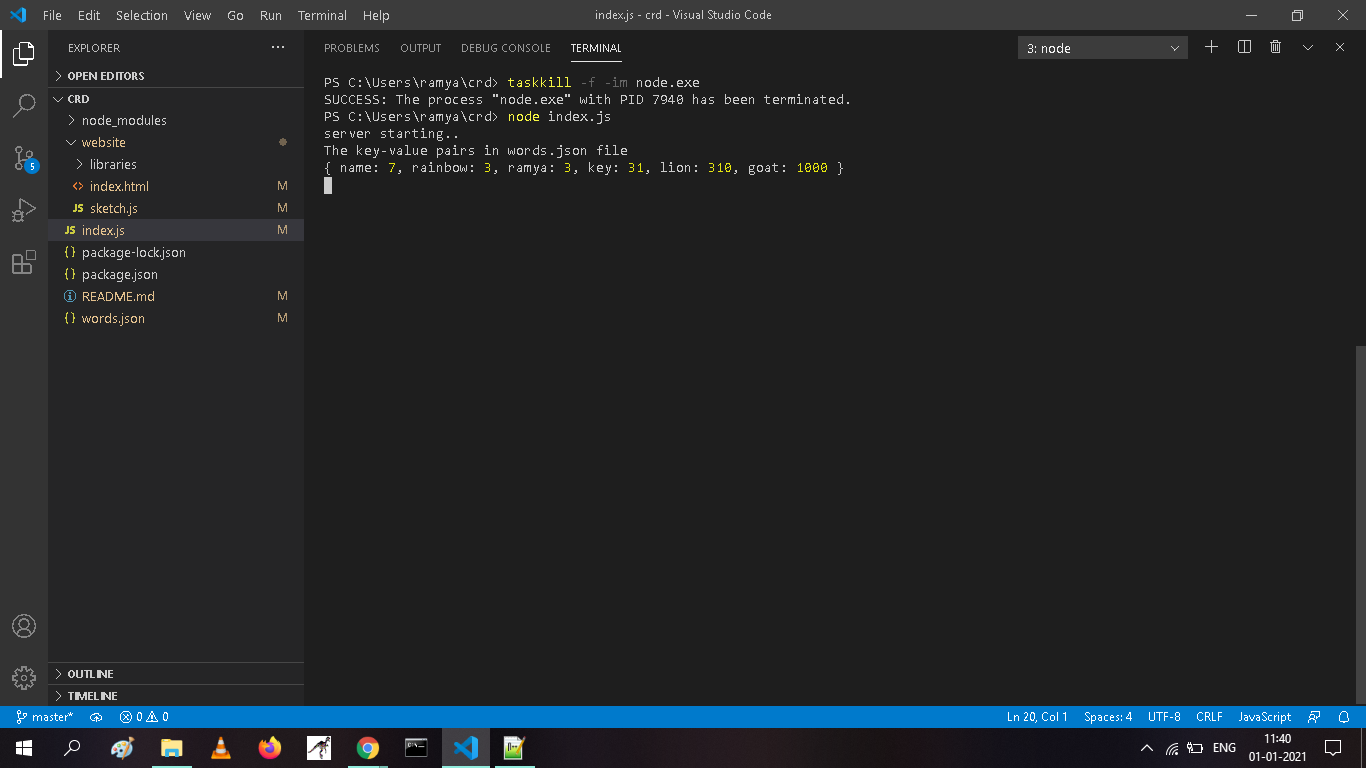 File Edit Selection View Go Run Terminal Help
index.js - crd - Visual Studio Code
EXPLORER
OPEN EDITORS
CRD
node_modules
website
libraries
<> index.html M
JS sketch.js M
JS index.js M
{} package-lock.json
{} package.json
README.md M
{} words.json M
OUTLINE
TIMELINE
5
PROBLEMS OUTPUT DEBUG CONSOLE TERMINAL
3: node
PS C:\Users\ramya\crd> taskkill -f -im node.exe
SUCCESS: The process "node.exe" with PID 7940 has been terminated.
PS C:\Users\ramya\crd> node index.js
server starting..
The key-value pairs in words.json file
{ name: 7, rainbow: 3, ramya: 3, key: 31, lion: 310, goat: 1000 }
master* 0 0
Ln 20, Col 1 Spaces: 4 UTF-8 CRLF JavaScript
ENG
11:40
01-01-2021